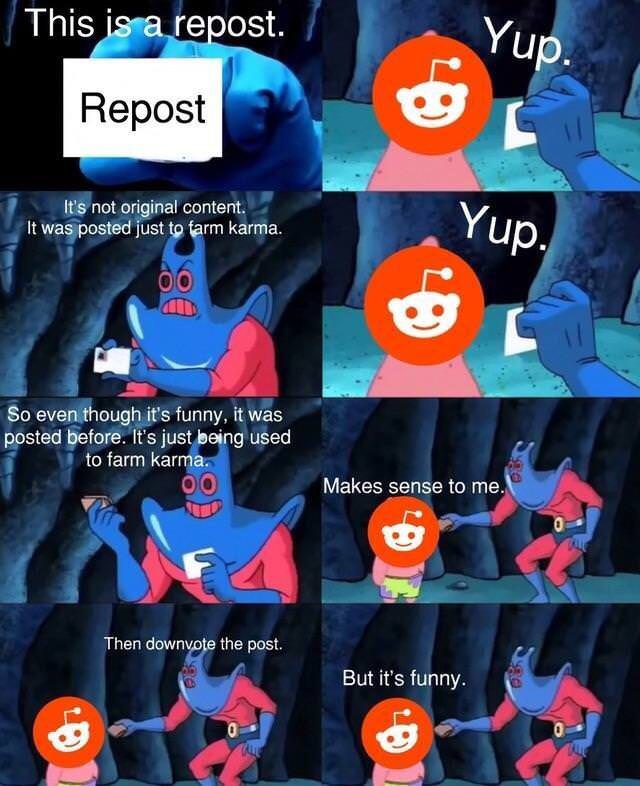 This is a repost.
Repost
Yup.
It's not original content.
It was posted just to farm karma.
Yup.
So even though it's funny, it was
posted before. It's just being used
to farm karma.
Makes sense to me.
Then downvote the post.
But it's funny.